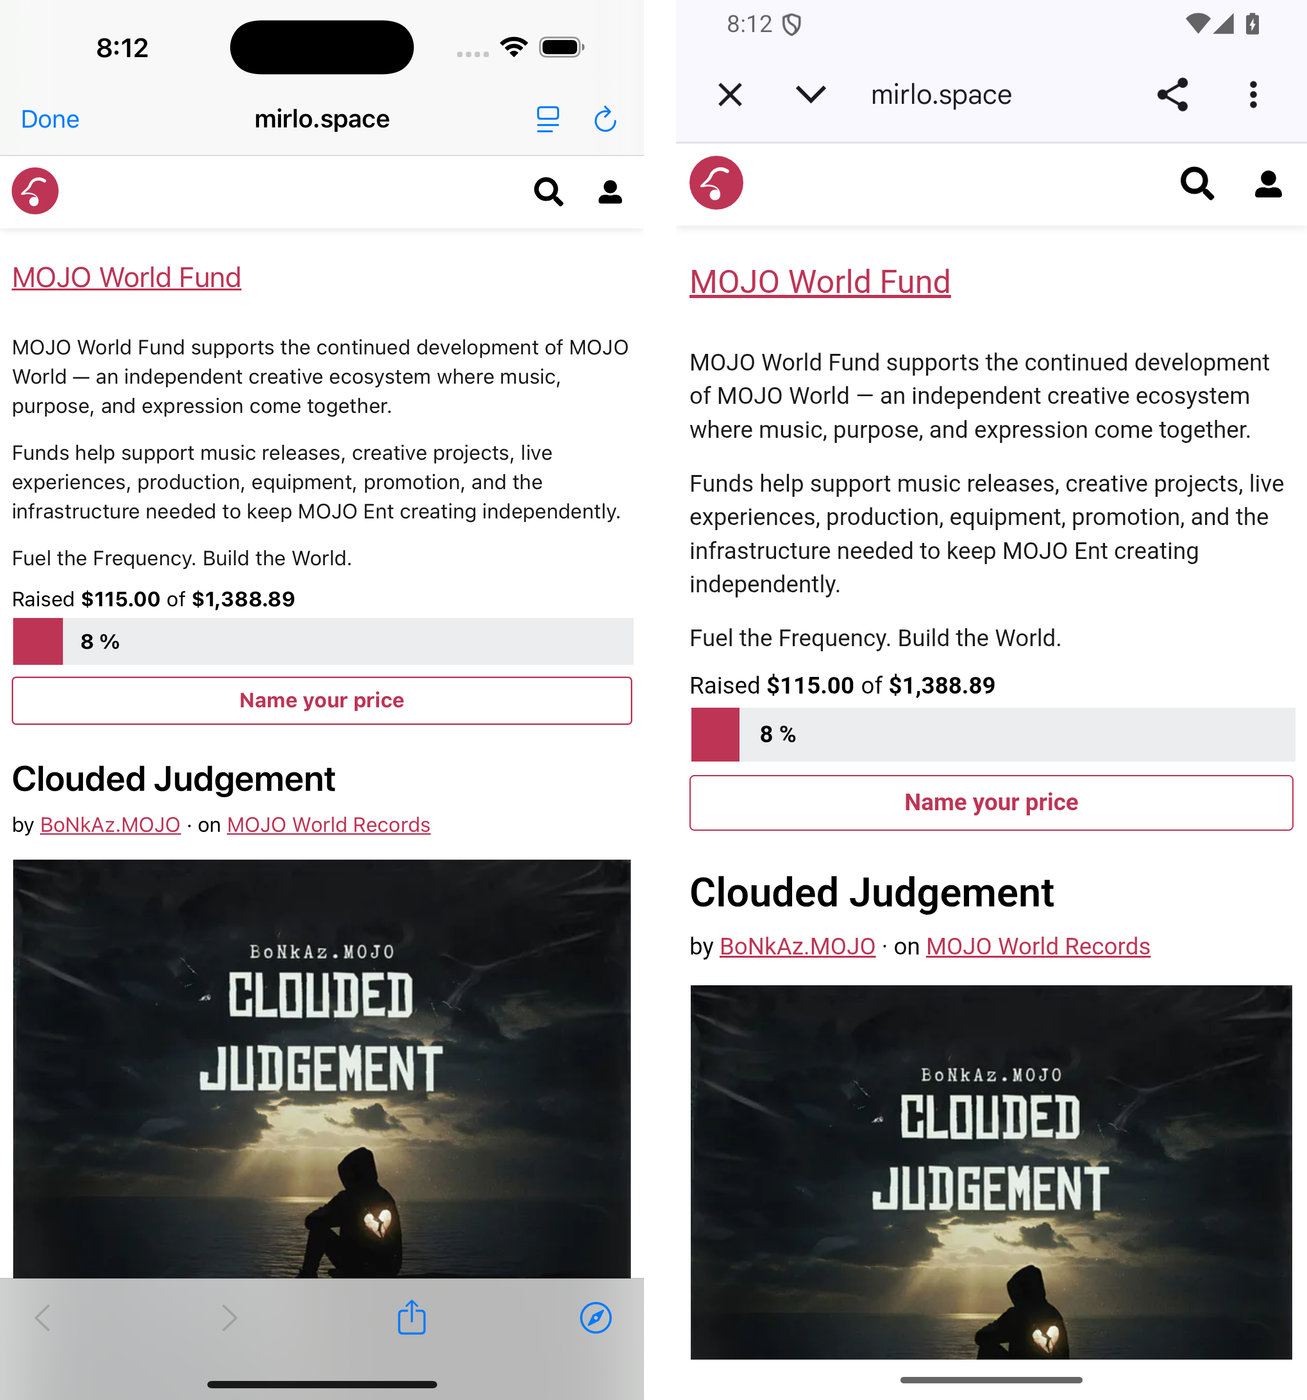 8:12
Done
mirlo.space
MOJO World Fund
MOJO World Fund supports the continued development of MOJO
World — an independent creative ecosystem where music,
purpose, and expression come together.
Funds help support music releases, creative projects, live
experiences, production, equipment, promotion, and the
infrastructure needed to keep MOJO Ent creating independently.
Fuel the Frequency. Build the World.
Raised $115.00 of $1,388.89
8 %
Name your price
Clouded Judgement
by BoNkAz.MOJO · on MOJO World Records
BoNkAz.MOJO
CLOUDED
JUDGEMENT
8:12
mirlo.space
MOJO World Fund
MOJO World Fund supports the continued development
of MOJO World — an independent creative ecosystem
where music, purpose, and expression come together.
Funds help support music releases, creative projects, live
experiences, production, equipment, promotion, and the
infrastructure needed to keep MOJO Ent creating
independently.
Fuel the Frequency. Build the World.
Raised $115.00 of $1,388.89
8 %
Name your price
Clouded Judgement
by BoNkAz.MOJO · on MOJO World Records
BoNkAz.MOJO
CLOUDED
JUDGEMENT